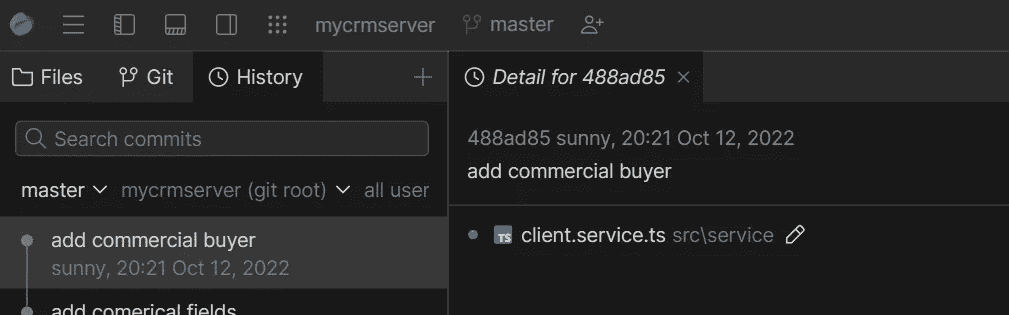 mycrmserver master
Files Git History
Detail for 488ad85
Search commits
master mycrmserver (git root) all user
add commercial buyer
sunny, 20:21 Oct 12, 2022
add comerical fields
488ad85 sunny, 20:21 Oct 12, 2022
add commercial buyer
TS client.service.ts src\service